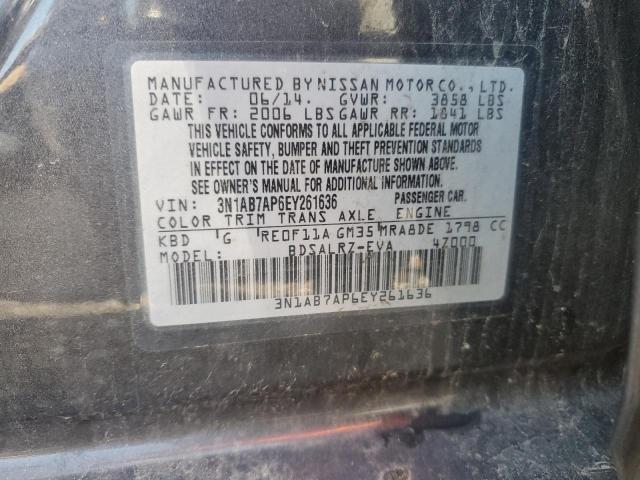 MANUFACTURED BY NISSAN MOTOR CO., LTD.
DATE: 06/14. GVWR: 3858 LBS
GAWR FR: 2006 LBS GAWR RR: 1841 LBS
THIS VEHICLE CONFORMS TO ALL APPLICABLE FEDERAL MOTOR
VEHICLE SAFETY, BUMPER AND THEFT PREVENTION STANDARDS
IN EFFECT ON THE DATE OF MANUFACTURE SHOWN ABOVE.
SEE OWNER'S MANUAL FOR ADDITIONAL INFORMATION.
VIN: 3N1AB7AP6EY261636 PASSENGER CAR.
COLOR TRIM TRANS AXLE ENGINE
KBD G RE0F11A GM35 MRA8DE 1798 CC
MODEL: BDSALRZ-EVA 47000
3N1AB7AP6EY261636